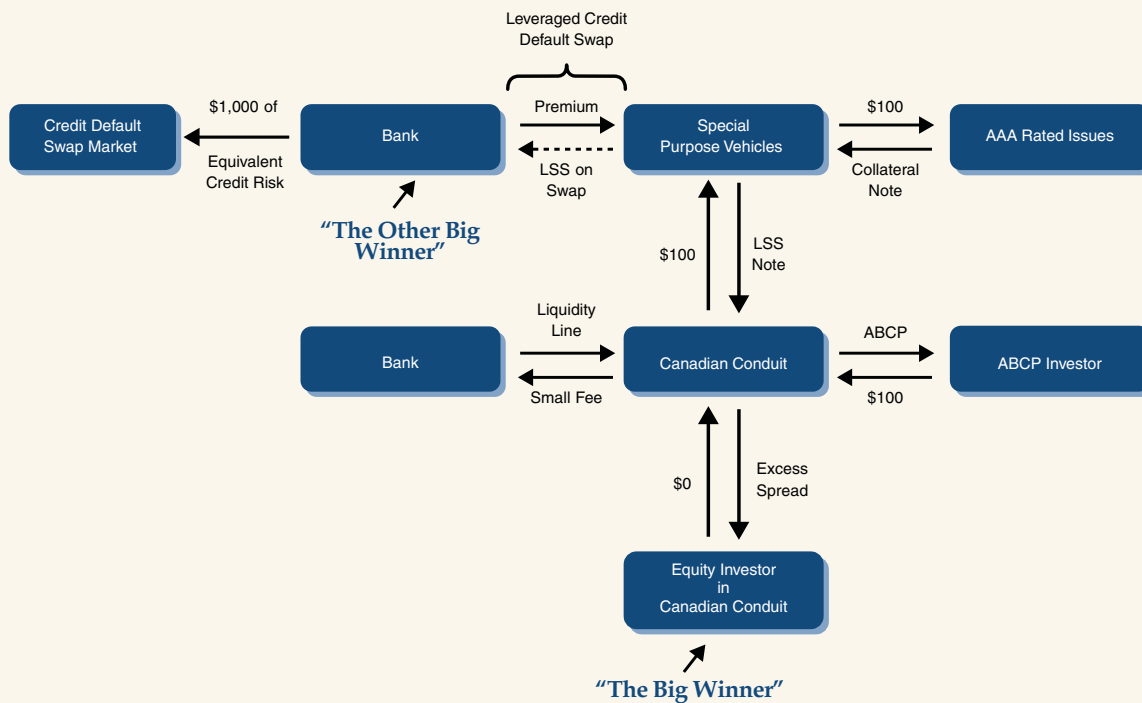 Leveraged Credit
Default Swap
Credit Default
Swap Market
$1,000 of
Equivalent
Credit Risk
Bank
Premium
LSS on
Swap
Special
Purpose Vehicles
$100
Collateral
Note
AAA Rated Issues
“The Other Big
Winner”
$100
LSS
Note
Bank
Liquidity
Line
Small Fee
Canadian Conduit
ABCP
$100
ABCP Investor
$0
Excess
Spread
Equity Investor
in
Canadian Conduit
“The Big Winner”